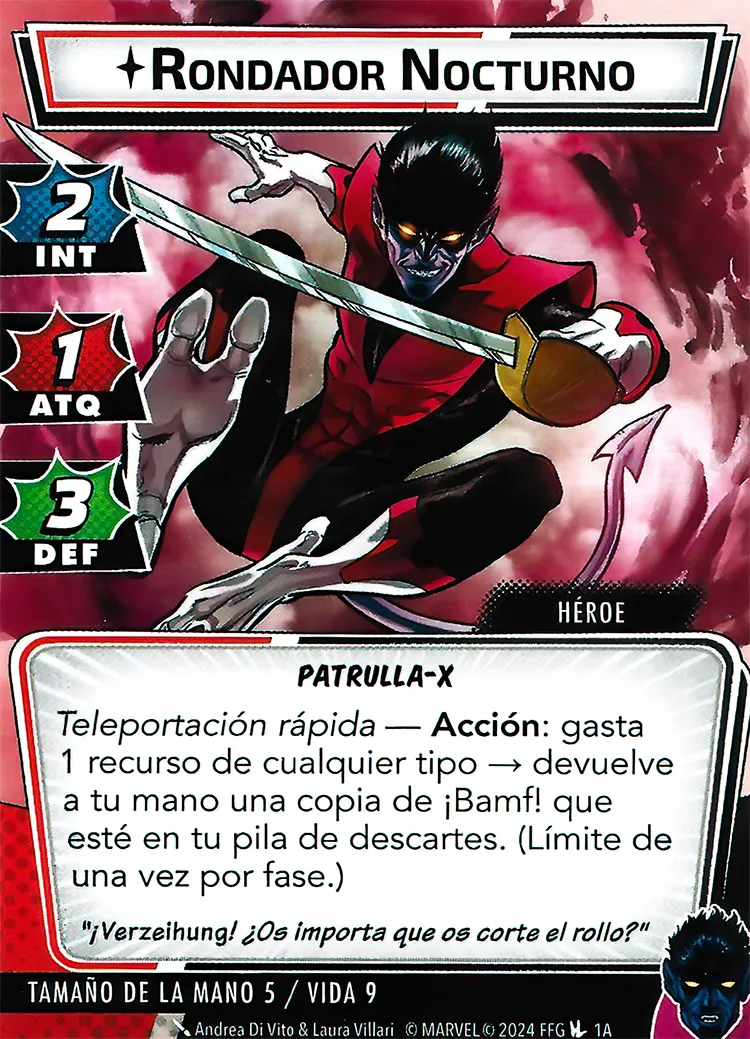 RONDADOR NOCTURNO
2
INT
1
ATQ
3
DEF
HÉROE
PATRULLA-X
Teleportación rápida — Acción: gasta
1 recurso de cualquier tipo → devuelve
a tu mano una copia de ¡Bamf! que
esté en tu pila de descartes. (Límite de
una vez por fase.)
"¡Verzeihung! ¿Os importa que os corte el rollo?"
TAMAÑO DE LA MANO 5 / VIDA 9
Andrea Di Vito & Laura Villari © MARVEL © 2024 FFG 1A